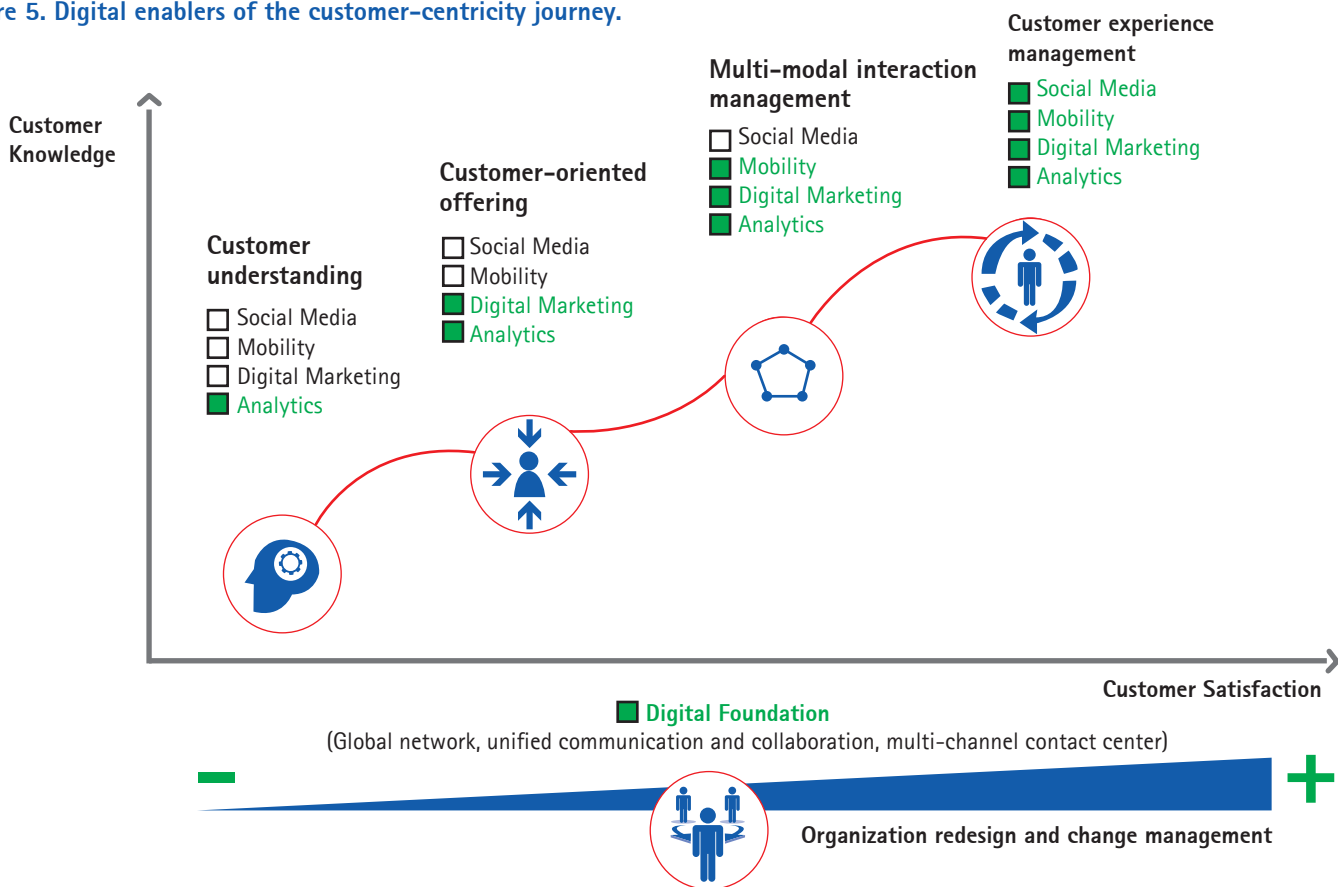 re 5. Digital enablers of the customer-centricity journey.
Customer
Knowledge
Customer
understanding
Social Media
Mobility
Digital Marketing
Analytics
Customer-oriented
offering
Social Media
Mobility
Digital Marketing
Analytics
Multi-modal interaction
management
Social Media
Mobility
Digital Marketing
Analytics
Customer experience
management
Social Media
Mobility
Digital Marketing
Analytics
Customer Satisfaction
Digital Foundation
(Global network, unified communication and collaboration, multi-channel contact center)
Organization redesign and change management